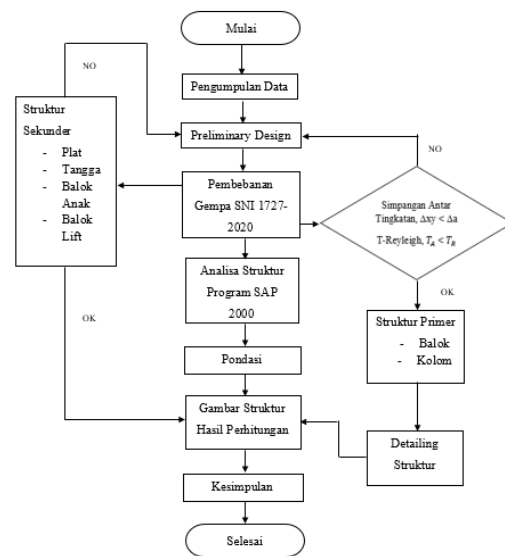 Mulai
NO
Pengumpulan Data
Struktur
Sekunder
- Plat
- Tangga
- Balok
Anak
- Balok
Lift
Preliminary Design
NO
Pembebanan
Gempa SNI 1727-
2020
Simpangan Antar
Tingkatan, Δxy < Δa
T-Reyleigh, T_A < T_R
Analisa Struktur
Program SAP
2000
OK
OK
Struktur Primer
- Balok
- Kolom
Pondasi
Gambar Struktur
Hasil Perhitungan
Detailing
Struktur
Kesimpulan
Selesai